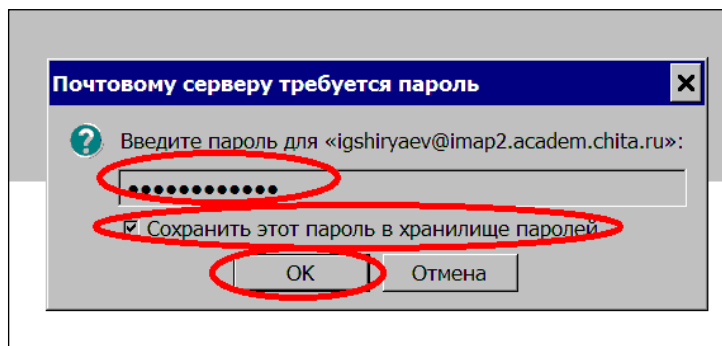 Почтовому серверу требуется пароль
Введите пароль для «igshiryaev@imap2.academ.chita.ru»:
●●●●●●●●●●●●
Сохранить этот пароль в хранилище паролей
OK Отмена